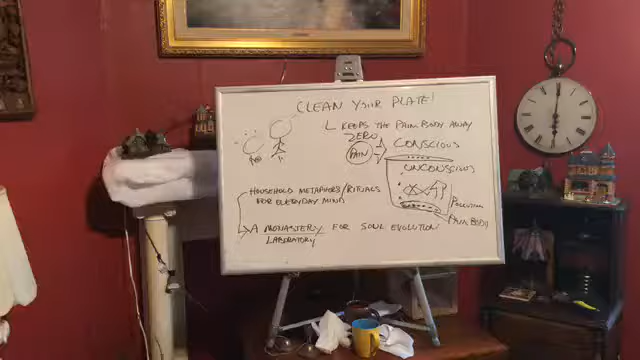 CLEAN YOUR PLATE!
KEEPS THE PAIN BODY AWAY
ZERO
PAIN
CONSCIOUS
UNCONSCIOUS
POLLUTION
PAIN BODY
HOUSEHOLD METAPHORS/RITUALS
FOR EVERYDAY MIND
A MONASTERY FOR SOUL EVOLUTION
LABORATORY